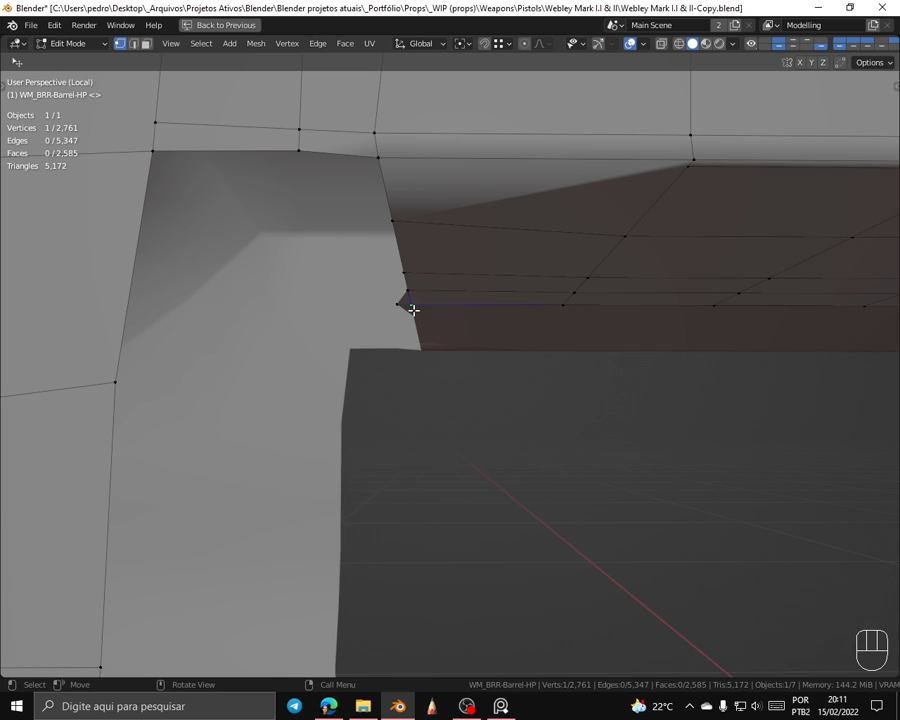 Blender* [C:\Users\pedro\Desktop\_Arquivos\Projetos Ativos\Blender\Blender projetos atuais\_Portfólio\Props\_WIP (props)\Weapons\Pistols\Webley Mark I.I & II\Webley Mark I.I & II-Copy.blend]
File Edit Render Window Help Back to Previous Main Scene 2 Modelling
Edit Mode View Select Add Mesh Vertex Edge Face UV Global
X Y Z Options
User Perspective (Local)
(1) WM_BRR-Barrel-HP <>
Objects 1/1
Vertices 1/2,761
Edges 0/5,347
Faces 0/2,585
Triangles 5,172
Select Move Rotate View Call Menu WM_BRR-Barrel-HP | Verts:1/2,761 | Edges:0/5,347 | Faces:0/2,585 | Tris:5,172 | Objects:1/7 | Memory: 144.2 MiB | VRAM
Digite aqui para pesquisar 22°C POR 20:11
PTB2 15/02/2022